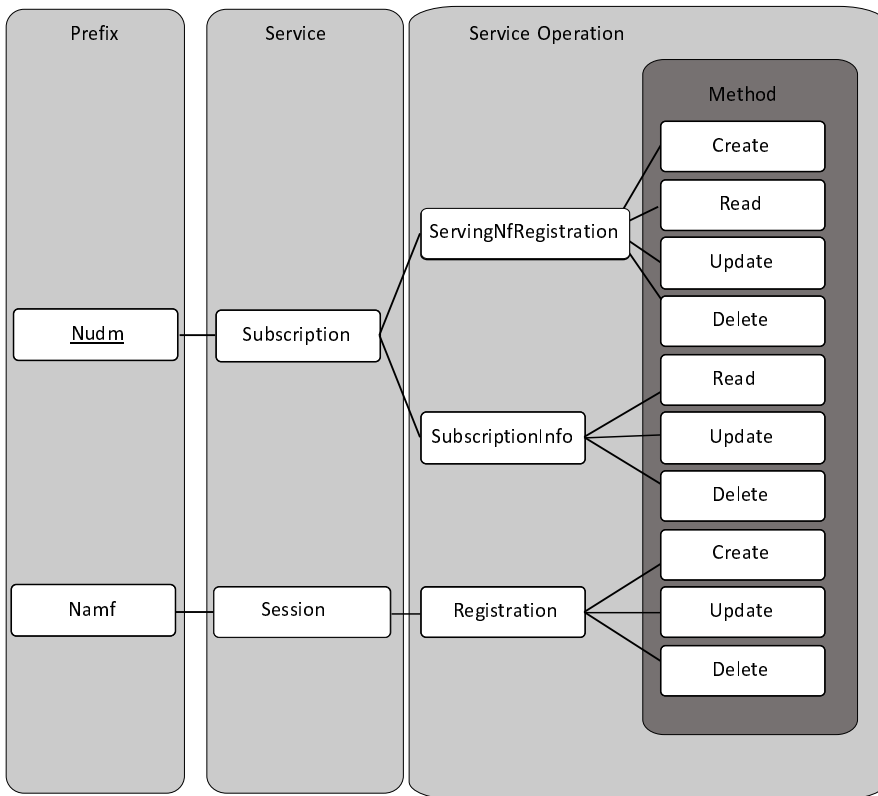 Prefix
Service
Service Operation
Method
Create
Read
ServingNfRegistration
Update
Delete
Nudm
Subscription
Read
SubscriptionInfo
Update
Delete
Create
Namf
Session
Registration
Update
Delete